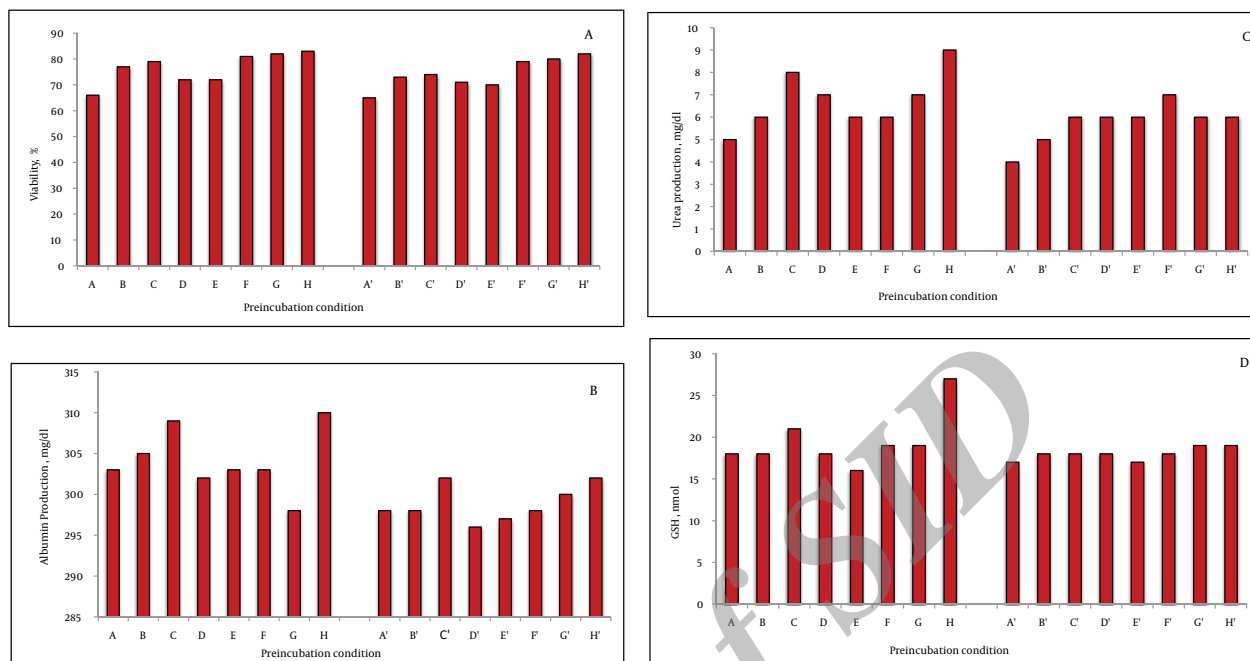 A
90
80
70
60
50
40
30
20
10
0
Viability, %
A B C D E F G H A' B' C' D' E' F' G' H'
Preincubation condition
B
315
310
305
300
295
290
285
Albumin Production , mg/dl
A B C D E F G H A' B' C' D' E' F' G' H'
Preincubation condition
C
10
9
8
7
6
5
4
3
2
1
0
Urea production , mg/dl
A B C D E F G H A' B' C' D' E' F' G' H'
Preincubation condition
D
30
25
20
15
10
5
0
GSH , nmol
A B C D E F G H A' B' C' D' E' F' G' H'
Preincubation condition
f SID